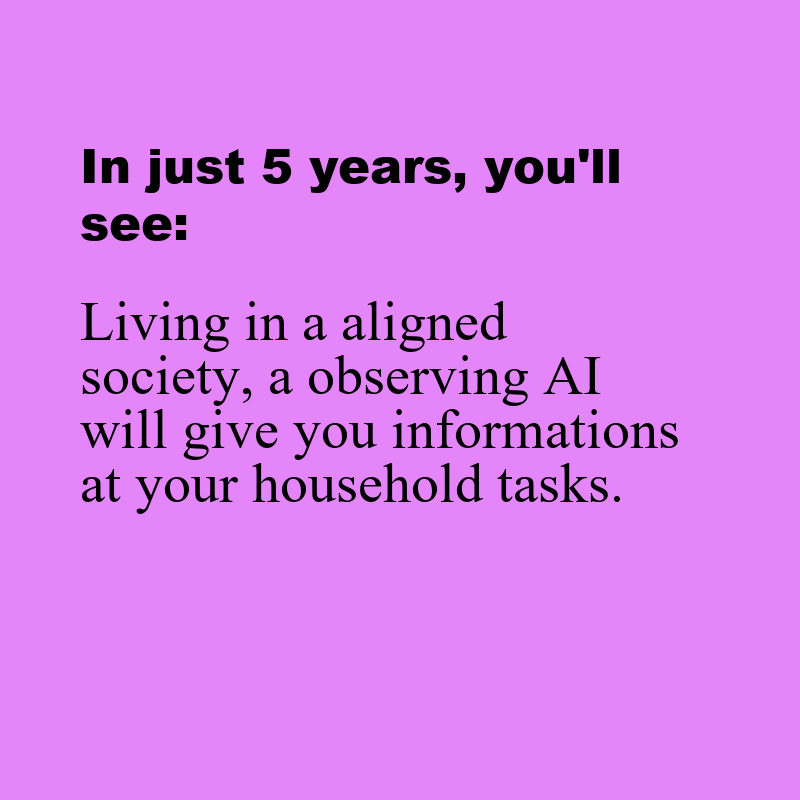 In just 5 years, you'll
see:
Living in a aligned
society, a observing AI
will give you informations
at your household tasks.